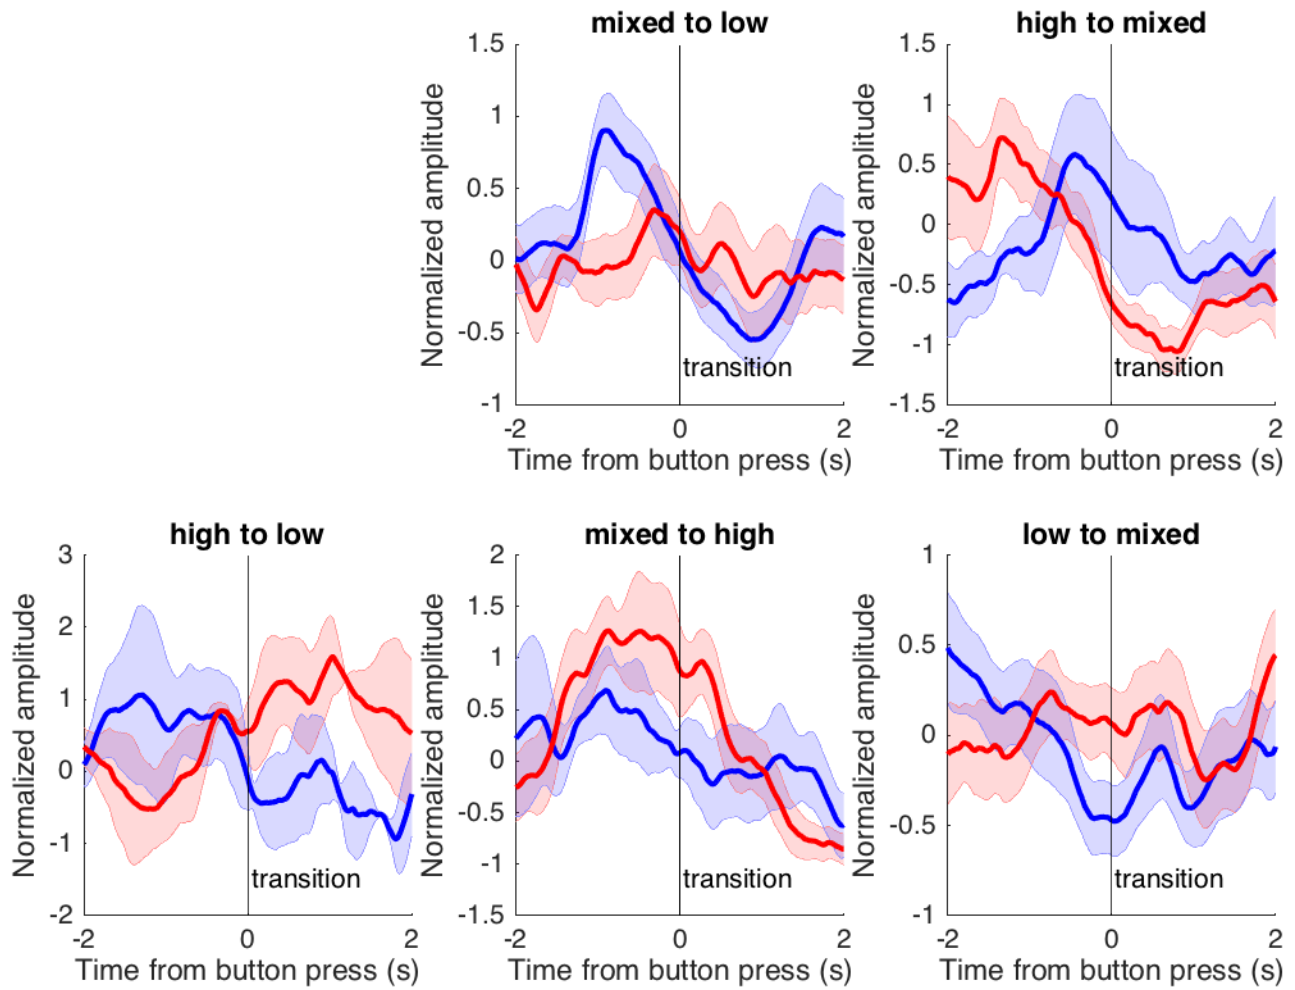 mixed to low
1.5
1
0.5
0
-0.5
-1
Normalized amplitude
transition
-2
0
2
Time from button press (s)
high to mixed
1.5
1
0.5
0
-0.5
-1
-1.5
Normalized amplitude
transition
-2
0
2
Time from button press (s)
high to low
3
2
1
0
-1
-2
Normalized amplitude
transition
-2
0
2
Time from button press (s)
mixed to high
2
1.5
1
0.5
0
-0.5
-1
-1.5
Normalized amplitude
transition
-2
0
2
Time from button press (s)
low to mixed
1
0.5
0
-0.5
-1
Normalized amplitude
transition
-2
0
2
Time from button press (s)